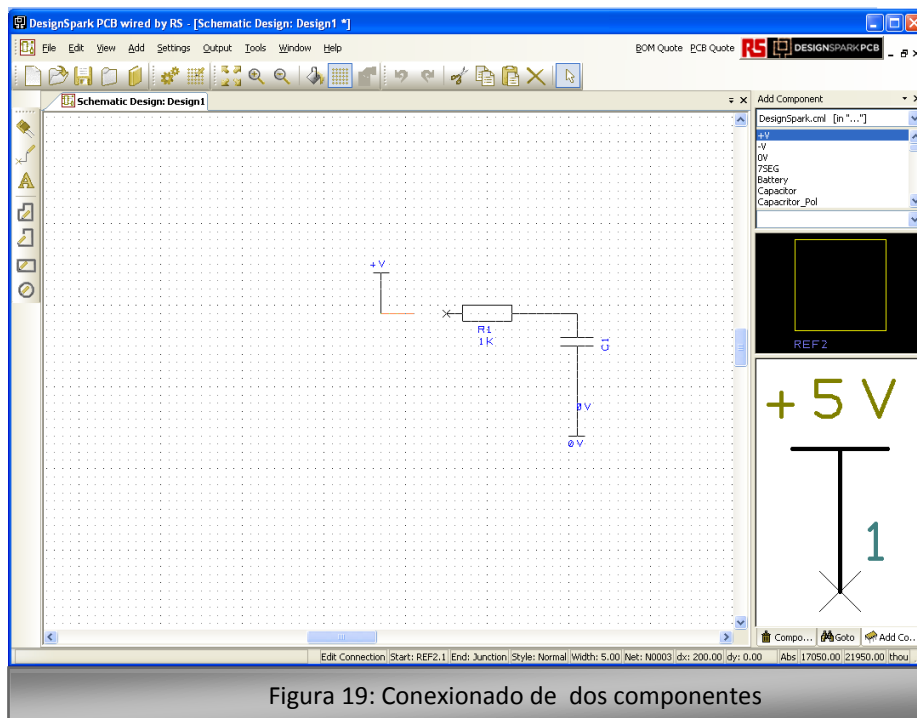 DesignSpark PCB wired by RS - [Schematic Design: Design1 *]
File Edit View Add Settings Output Tools Window Help BOM Quote PCB Quote RS DESIGNSPARK PCB
Schematic Design: Design1
Add Component
DesignSpark.cml [in "..."]
+V
-V
0V
7SEG
Battery
Capacitor
Capacritor_Pol
+V
R1
1K
C1
0V
0V
REF2
+5V
1
Compo... Goto Add Co...
Edit Connection Start: REF2.1 End: Junction Style: Normal Width: 5.00 Net: N0003 dx: 200.00 dy: 0.00 Abs 17050.00 21950.00 thou
Figura 19: Conexionado de dos componentes